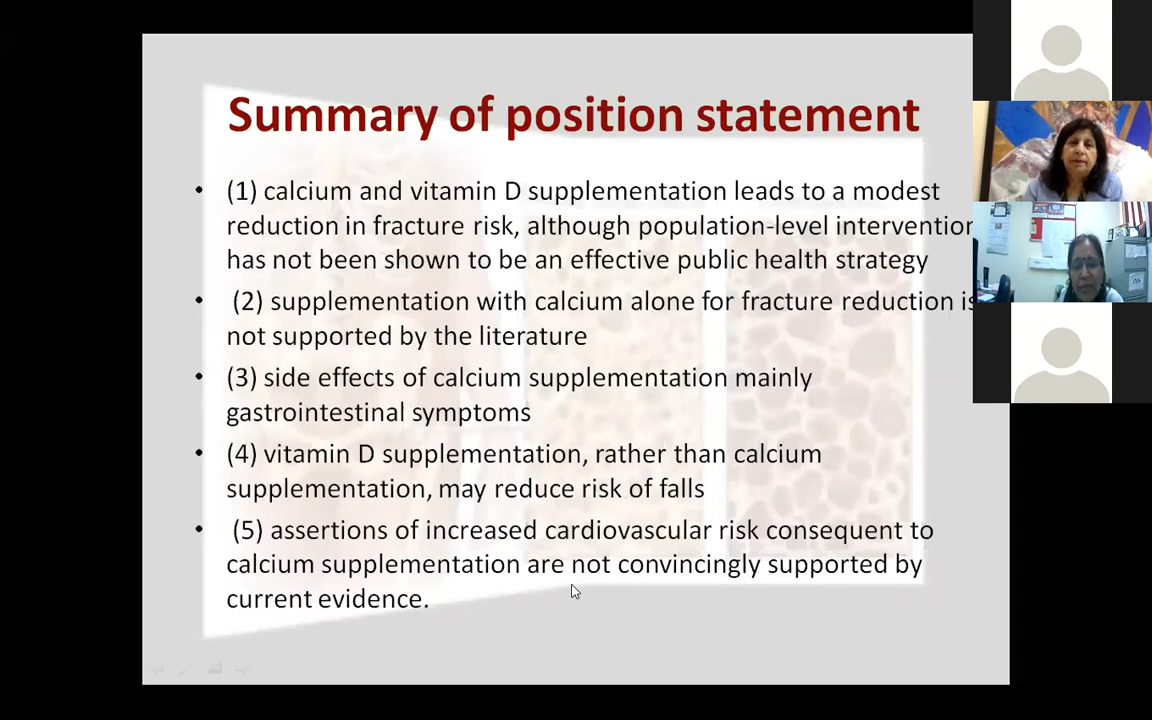 Summary of position statement
• (1) calcium and vitamin D supplementation leads to a modest
reduction in fracture risk, although population-level intervention
has not been shown to be an effective public health strategy
• (2) supplementation with calcium alone for fracture reduction is
not supported by the literature
• (3) side effects of calcium supplementation mainly
gastrointestinal symptoms
• (4) vitamin D supplementation, rather than calcium
supplementation, may reduce risk of falls
• (5) assertions of increased cardiovascular risk consequent to
calcium supplementation are not convincingly supported by
current evidence.